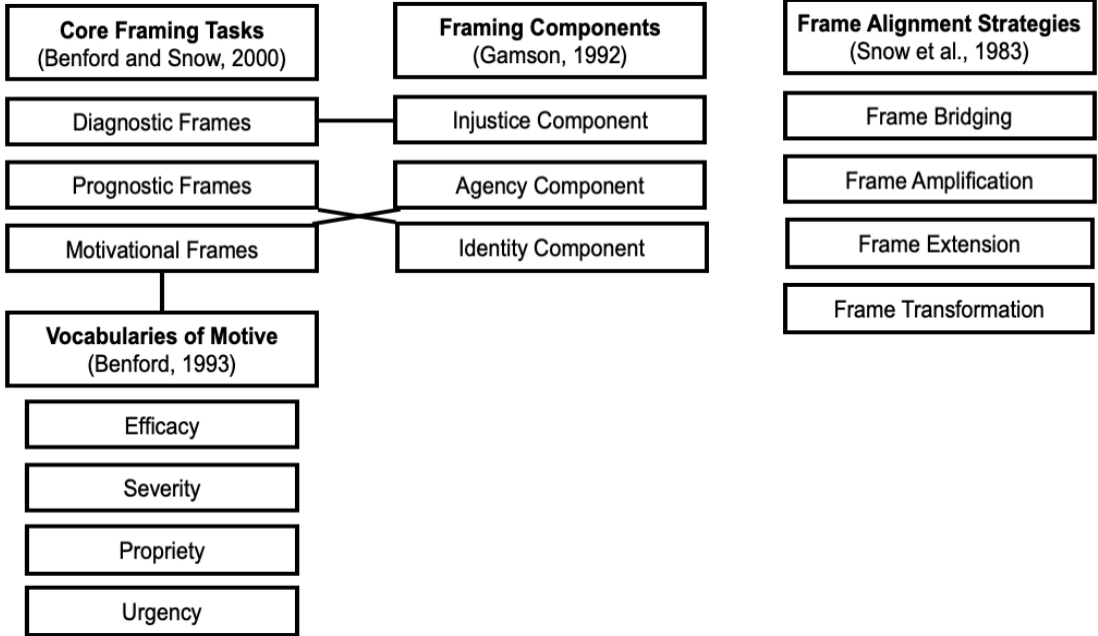 Core Framing Tasks
(Benford and Snow, 2000)
Diagnostic Frames
Prognostic Frames
Motivational Frames
Vocabularies of Motive
(Benford, 1993)
Efficacy
Severity
Propriety
Urgency
Framing Components
(Gamson, 1992)
Injustice Component
Agency Component
Identity Component
Frame Alignment Strategies
(Snow et al., 1983)
Frame Bridging
Frame Amplification
Frame Extension
Frame Transformation